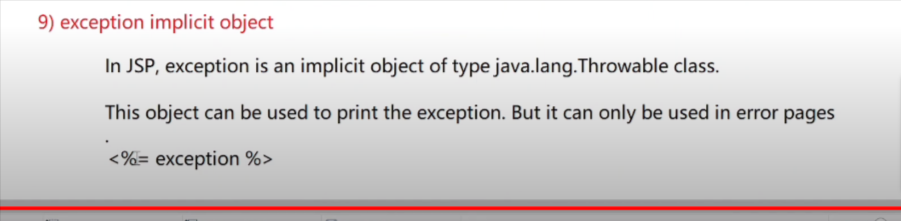 9) exception implicit object
In JSP, exception is an implicit object of type java.lang.Throwable class.
This object can be used to print the exception. But it can only be used in error pages
.
<%= exception %>